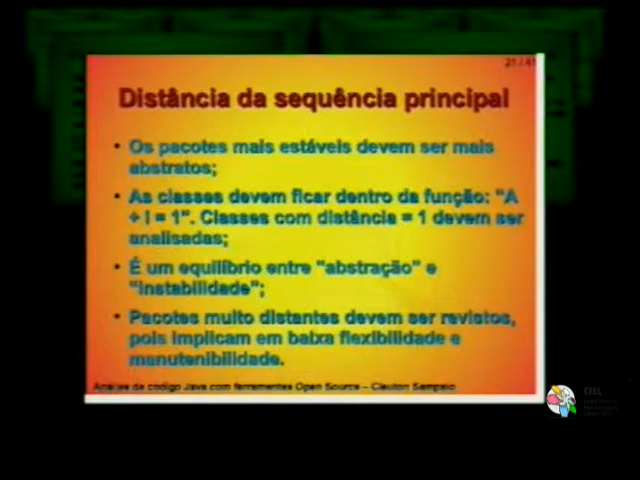 21 / 41
Distância da sequência principal
• Os pacotes mais estáveis devem ser mais
abstratos;
• As classes devem ficar dentro da função: "A
+ I = 1". Classes com distância = 1 devem ser
analisadas;
• É um equilíbrio entre "abstração" e
"instabilidade";
• Pacotes muito distantes devem ser revistos,
pois implicam em baixa flexibilidade e
manutenibilidade.
Análise de código Java com ferramentas Open Source – Cleuton Sampaio
CISL